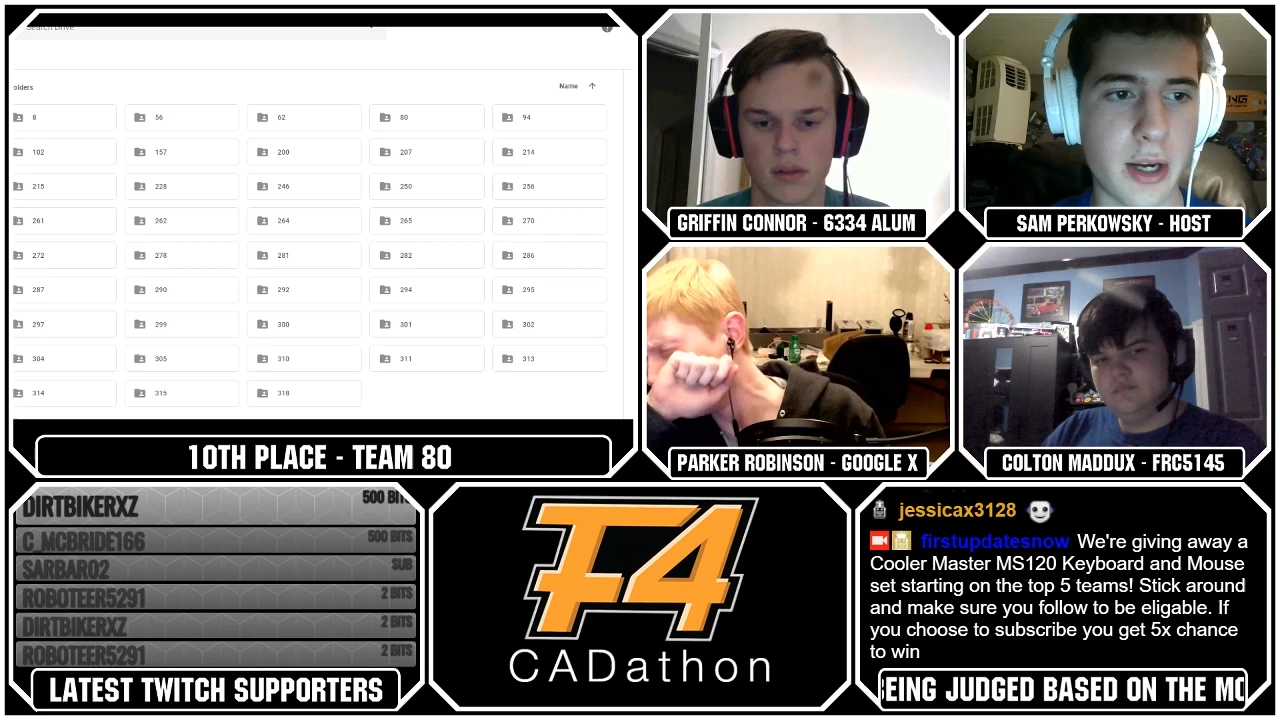 Search Drive
olders
Name
8 56 62 80 94
102 157 200 207 214
215 228 246 250 256
261 262 264 265 270
272 278 281 282 286
287 290 292 294 295
297 299 300 301 302
304 305 310 311 313
314 315 318
10TH PLACE - TEAM 80
GRIFFIN CONNOR - 6334 ALUM
SAM PERKOWSKY - HOST
PARKER ROBINSON - GOOGLE X
COLTON MADDUX - FRC5145
DIRTBIKERXZ 500 BITS
C_MCBRIDE166 500 BITS
SARBAR02 SUB
ROBOTEER5291 2 BITS
DIRTBIKERXZ 2 BITS
ROBOTEER5291 2 BITS
LATEST TWITCH SUPPORTERS
F4
CADathon
jessicax3128
firstupdatesnow We're giving away a
Cooler Master MS120 Keyboard and Mouse
set starting on the top 5 teams! Stick around
and make sure you follow to be eligable. If
you choose to subscribe you get 5x chance
to win
BEING JUDGED BASED ON THE MO